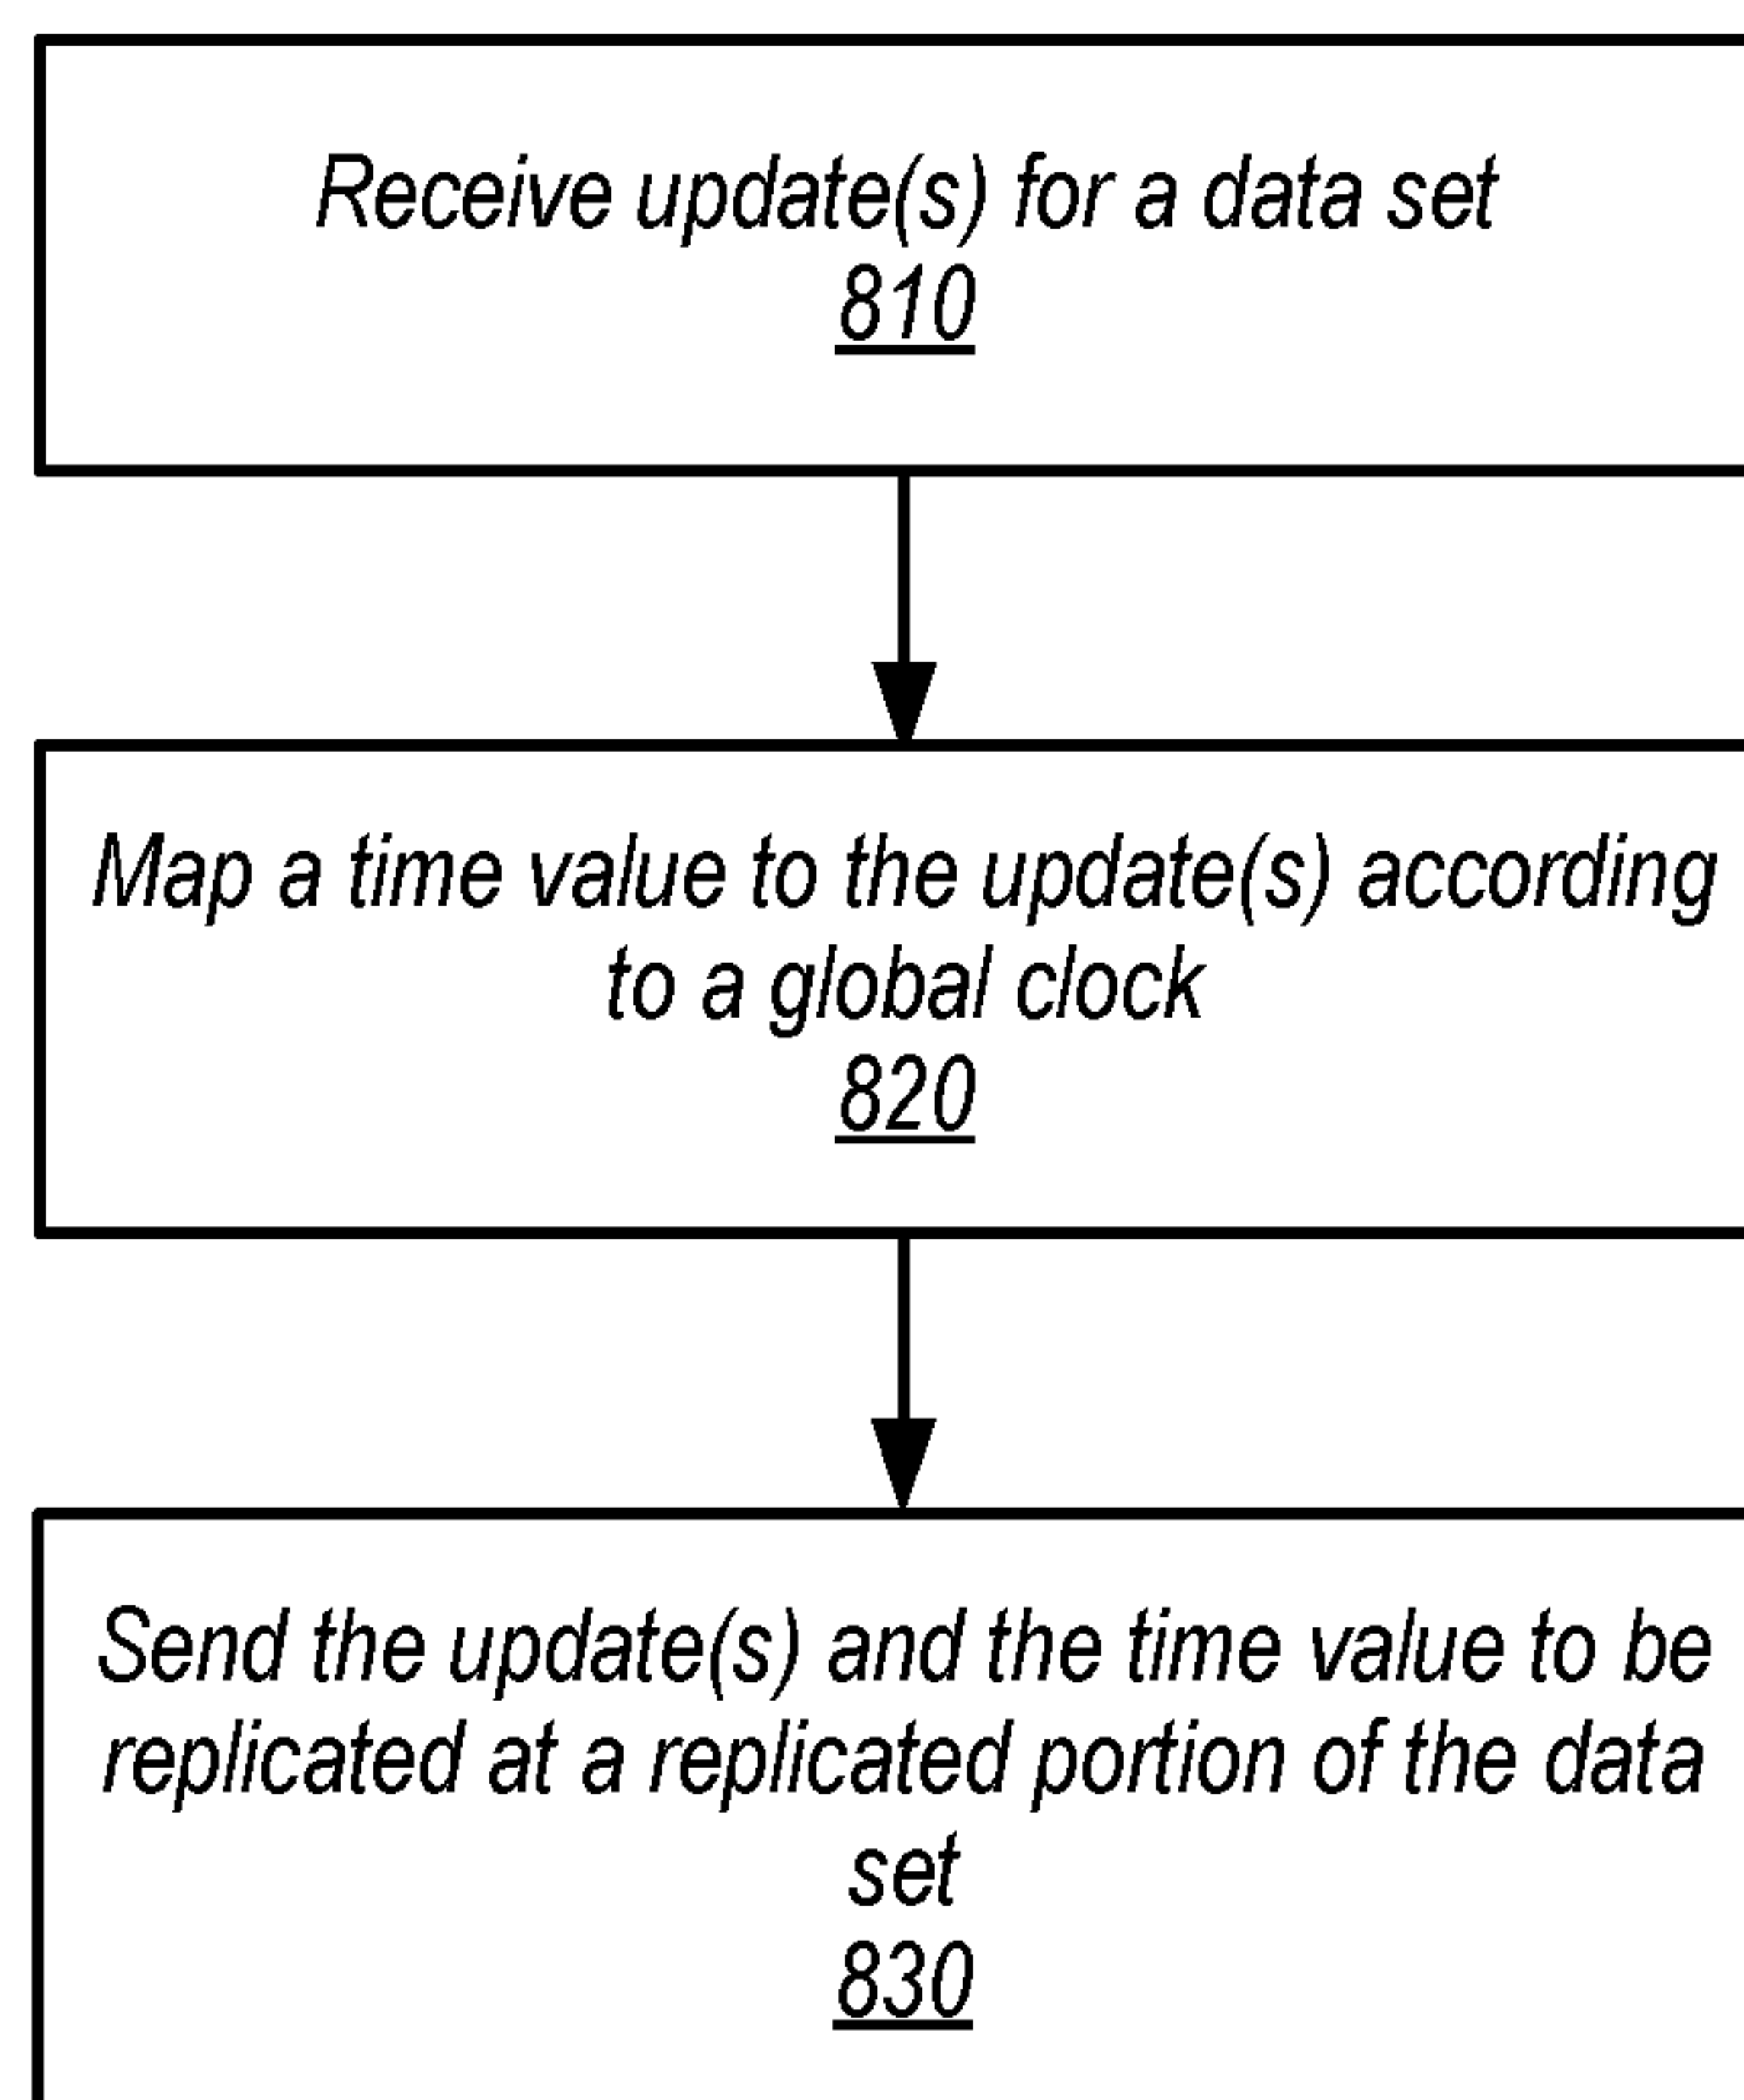 Receive update(s) for a data set
810
Map a time value to the update(s) according
to a global clock
820
Send the update(s) and the time value to be
replicated at a replicated portion of the data
set
830